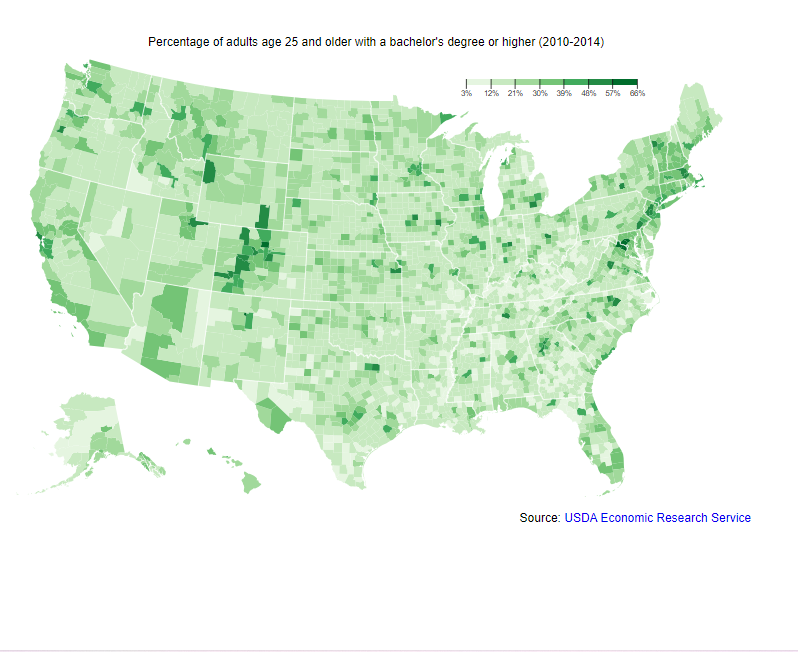 Percentage of adults age 25 and older with a bachelor's degree or higher (2010-2014)
3% 12% 21% 30% 39% 48% 57% 66%
Source: USDA Economic Research Service